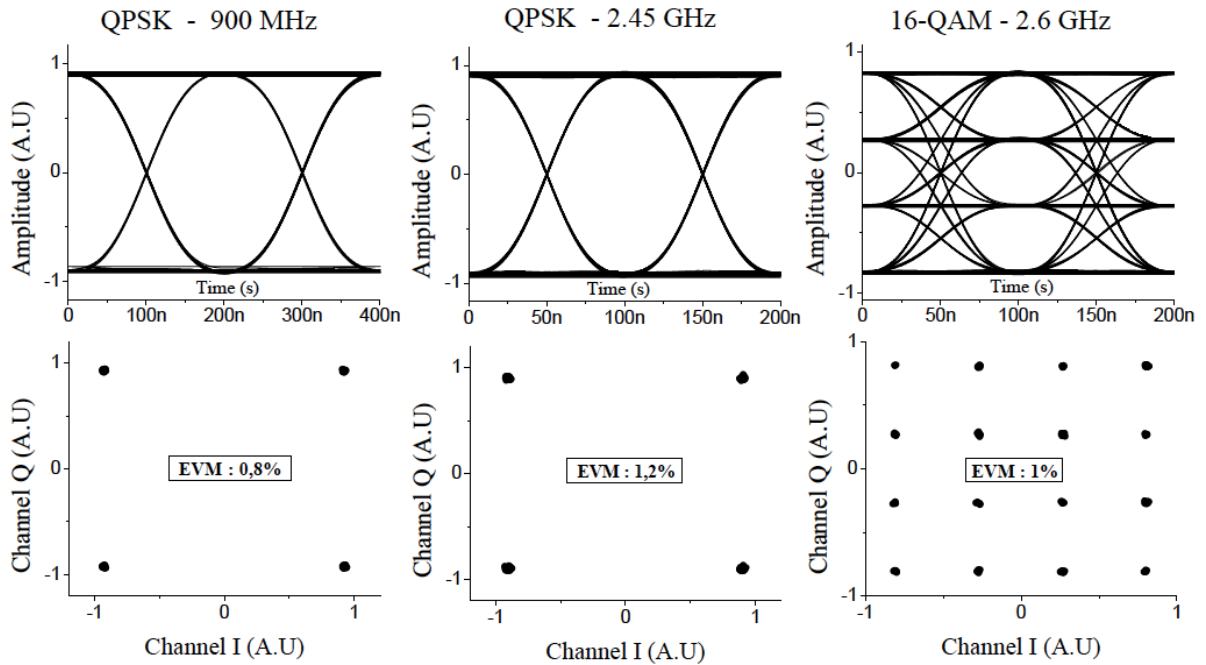 QPSK - 900 MHz
QPSK - 2.45 GHz
16-QAM - 2.6 GHz
Amplitude (A.U)
1
0
-1
Time (s)
0 100n 200n 300n 400n
Amplitude (A.U)
1
0
-1
Time (s)
0 50n 100n 150n 200n
Amplitude (A.U)
1
0
-1
Time (s)
0 50n 100n 150n 200n
Channel Q (A.U)
1
0
-1
EVM : 0,8%
-1 0 1
Channel I (A.U)
Channel Q (A.U)
1
0
-1
EVM : 1,2%
-1 0 1
Channel I (A.U)
Channel Q (A.U)
1
0
-1
EVM : 1%
-1 0 1
Channel I (A.U)